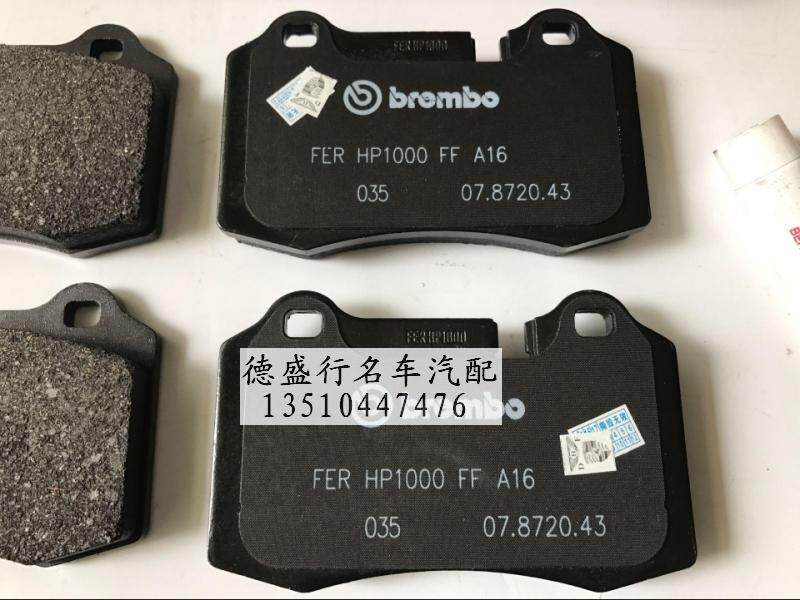 FER HP1000
brembo
FER HP1000 FF A16
035 07.8720.43
FER HP1000
德盛行名车汽配
13510447476
brembo
FER HP1000 FF A16
035 07.8720.43